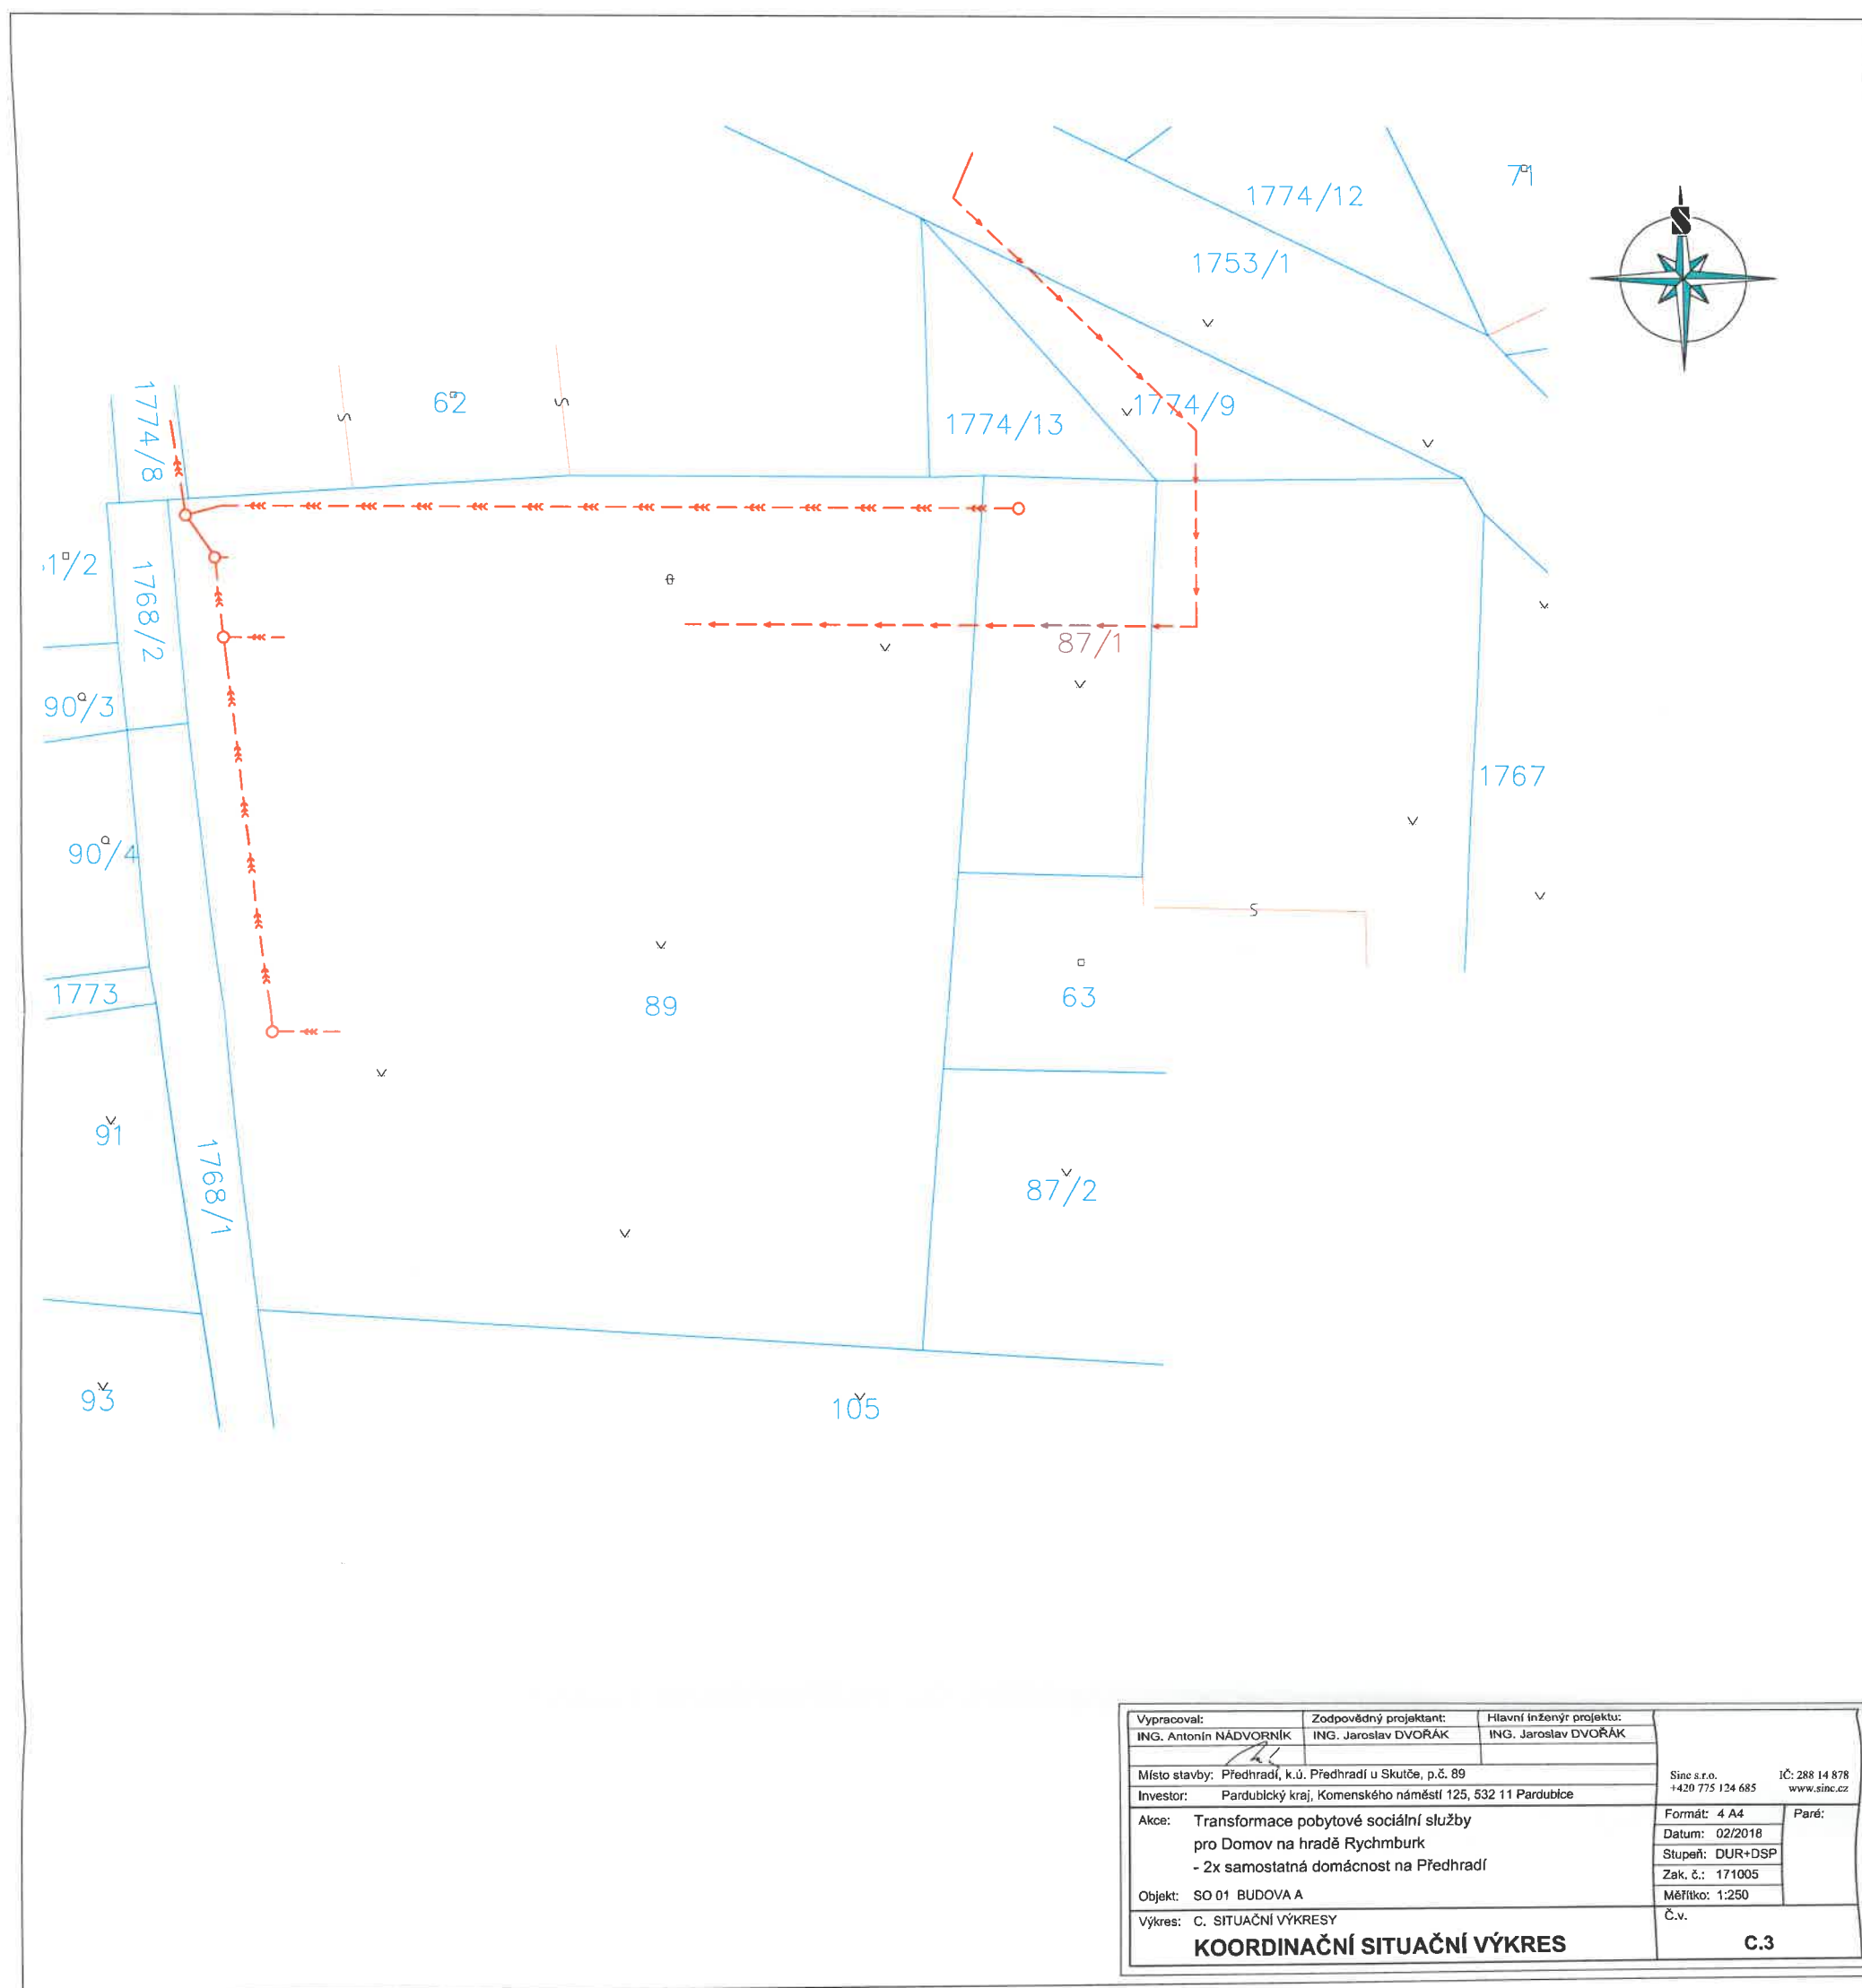 71
1774/12
S
1753/1
1774/8
62
1774/9
1774/13
1/2
1768/2
87/1
90/3
1767
90/4
1773
89
63
91
1768/1
87/2
93
105
Vypracoval: Zodpovědný projektant: Hlavní inženýr projektu:
ING. Antonín NÁDVORNÍK ING. Jaroslav DVOŘÁK ING. Jaroslav DVOŘÁK
Místo stavby: Předhradí, k.ú. Předhradí u Skutče, p.č. 89
Investor: Pardubický kraj, Komenského náměstí 125, 532 11 Pardubice
Sinc s.r.o. IČ: 288 14 878
+420 775 124 685 www.sinc.cz
Akce: Transformace pobytové sociální služby
pro Domov na hradě Rychmburk
- 2x samostatná domácnost na Předhradí
Objekt: SO 01 BUDOVA A
Formát: 4 A4 Paré:
Datum: 02/2018
Stupeň: DUR+DSP
Zak. č.: 171005
Měřítko: 1:250
Výkres: C. SITUAČNÍ VÝKRESY
KOORDINAČNÍ SITUAČNÍ VÝKRES
Č.v.
C.3